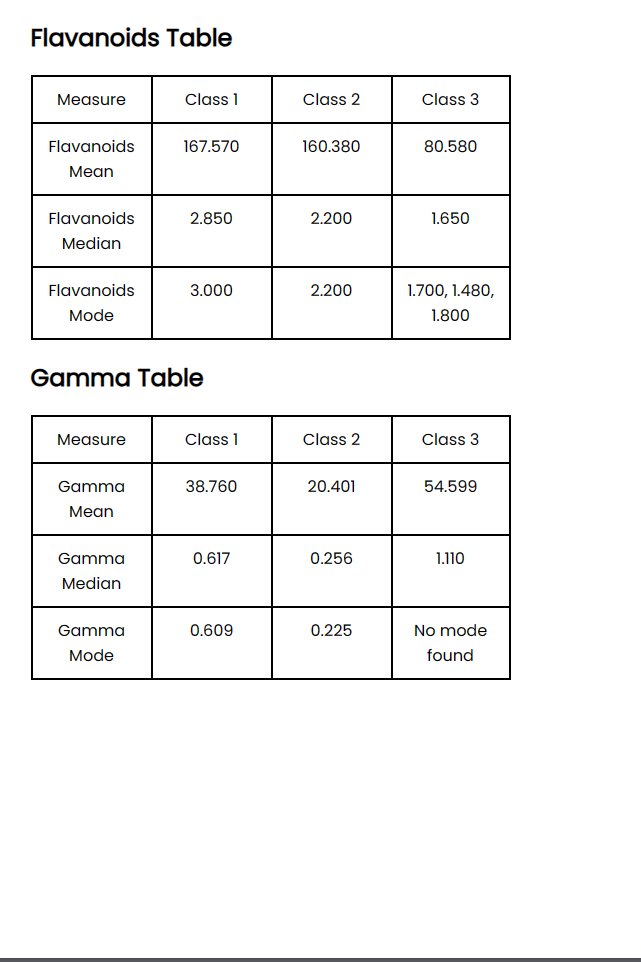 Flavanoids Table
Measure Class 1 Class 2 Class 3
Flavanoids 167.570 160.380 80.580
Mean
Flavanoids 2.850 2.200 1.650
Median
Flavanoids 3.000 2.200 1.700, 1.480,
Mode 1.800
Gamma Table
Measure Class 1 Class 2 Class 3
Gamma 38.760 20.401 54.599
Mean
Gamma 0.617 0.256 1.110
Median
Gamma 0.609 0.225 No mode
Mode found